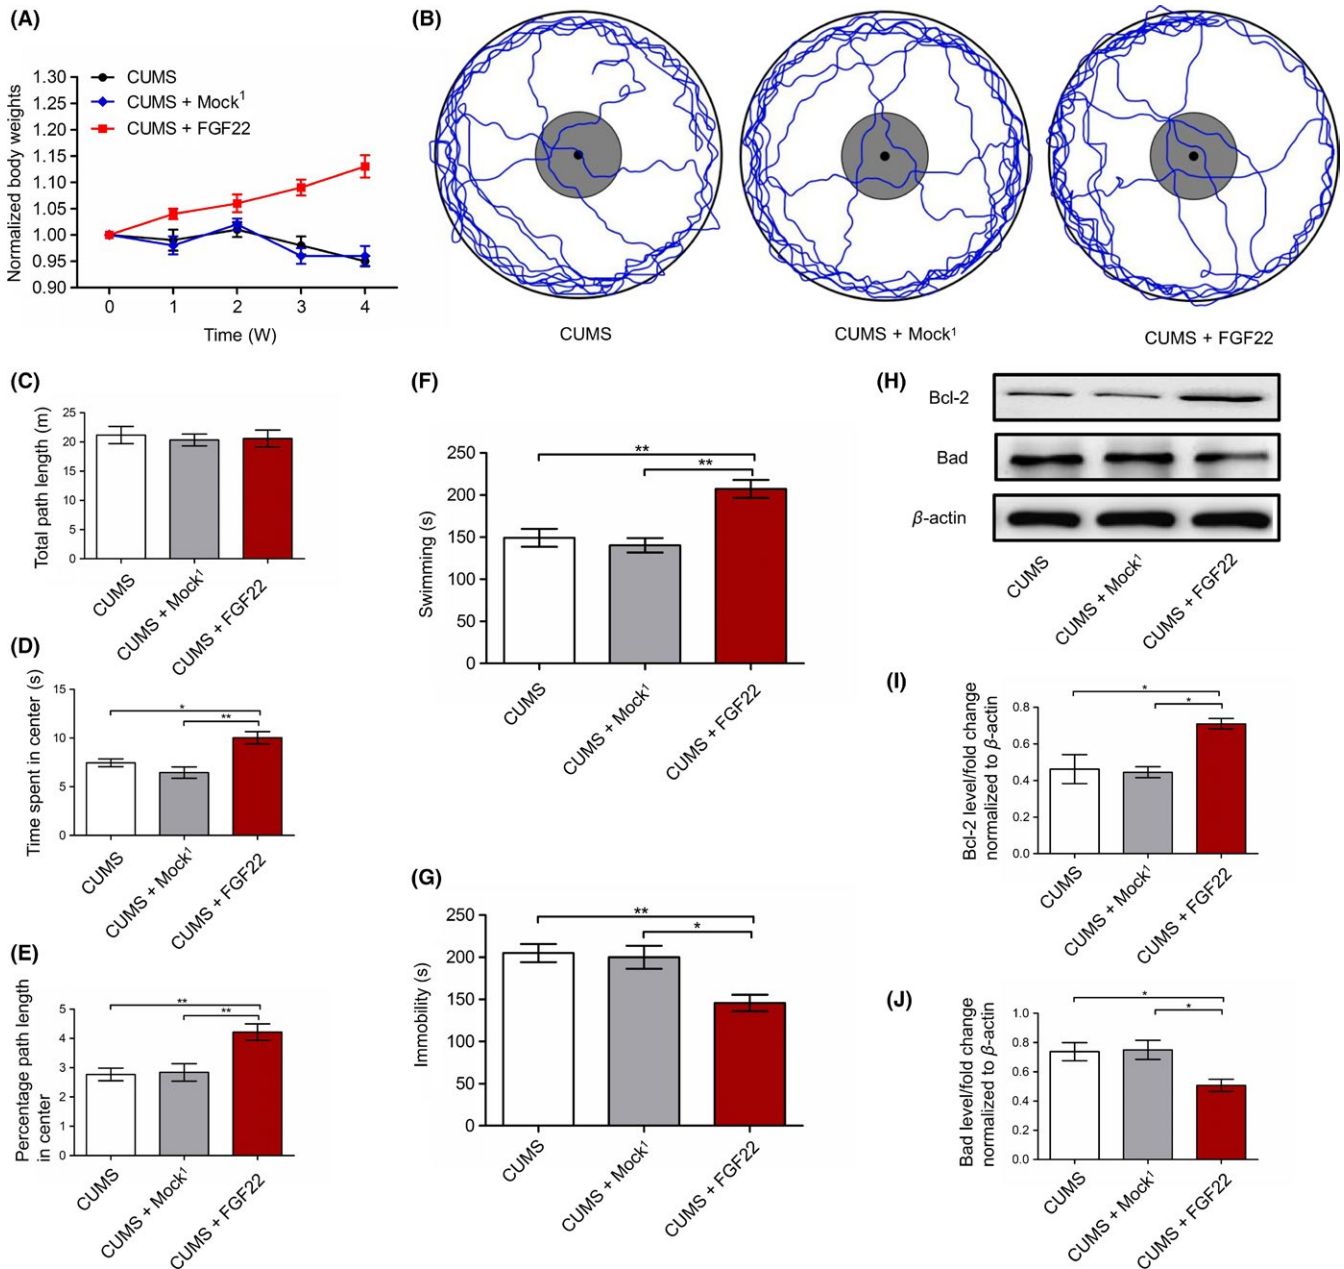 (A)
Normalized body weights
1.30
1.25
1.20
1.15
1.10
1.05
1.00
0.95
0.90
CUMS
CUMS + Mock¹
CUMS + FGF22
0 1 2 3 4
Time (W)
(B)
CUMS
CUMS + Mock¹
CUMS + FGF22
(C)
Total path length (m)
25
20
15
10
5
0
CUMS
CUMS + Mock¹
CUMS + FGF22
(D)
Time spent in center (s)
15
10
5
0
*
**
CUMS
CUMS + Mock¹
CUMS + FGF22
(E)
Percentage path length
in center
5
4
3
2
1
0
**
**
CUMS
CUMS + Mock¹
CUMS + FGF22
(F)
Swimming (s)
250
200
150
100
50
0
**
**
CUMS
CUMS + Mock¹
CUMS + FGF22
(G)
Immobility (s)
250
200
150
100
50
0
**
*
CUMS
CUMS + Mock¹
CUMS + FGF22
(H)
Bcl-2
Bad
β-actin
CUMS
CUMS + Mock¹
CUMS + FGF22
(I)
Bcl-2 level/fold change
normalized to β-actin
0.8
0.6
0.4
0.2
0.0
*
*
CUMS
CUMS + Mock¹
CUMS + FGF22
(J)
Bad level/fold change
normalized to β-actin
1.0
0.8
0.6
0.4
0.2
0.0
*
*
CUMS
CUMS + Mock¹
CUMS + FGF22